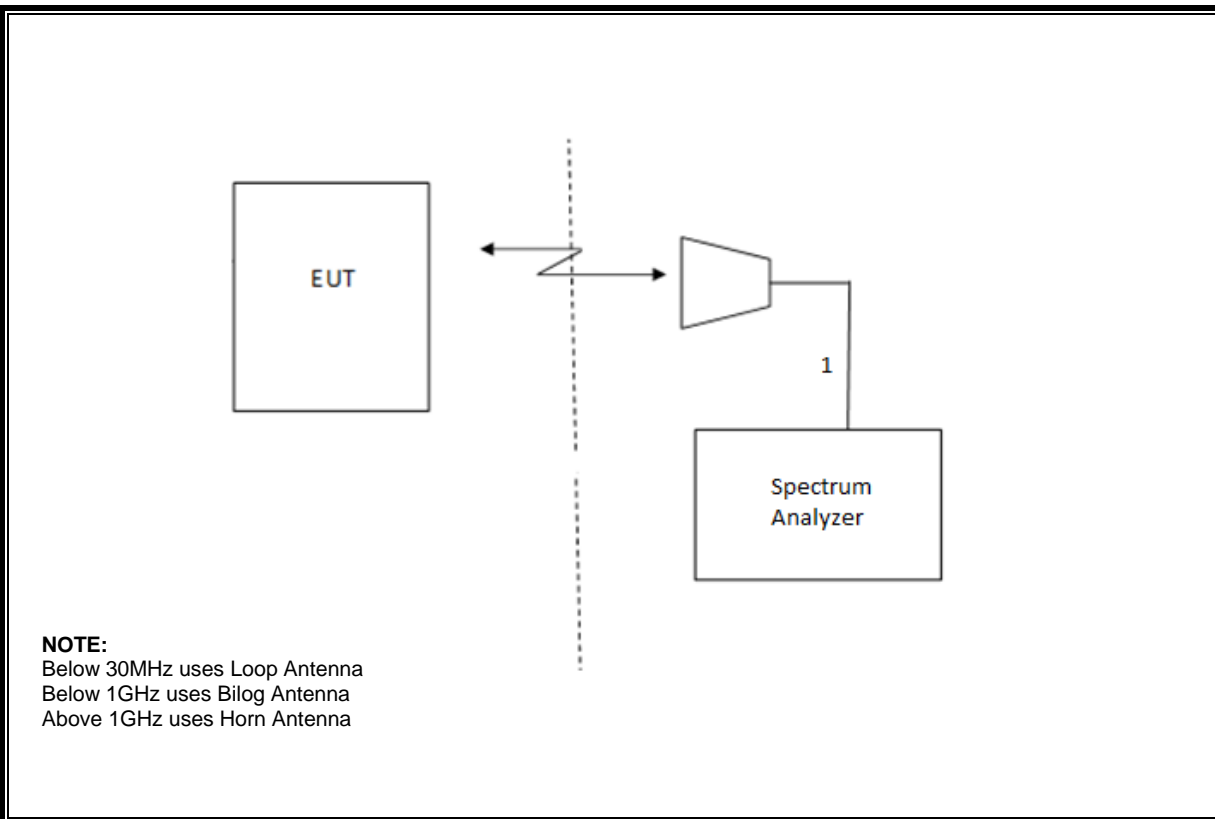 EUT
1
Spectrum
Analyzer
NOTE:
Below 30MHz uses Loop Antenna
Below 1GHz uses Bilog Antenna
Above 1GHz uses Horn Antenna